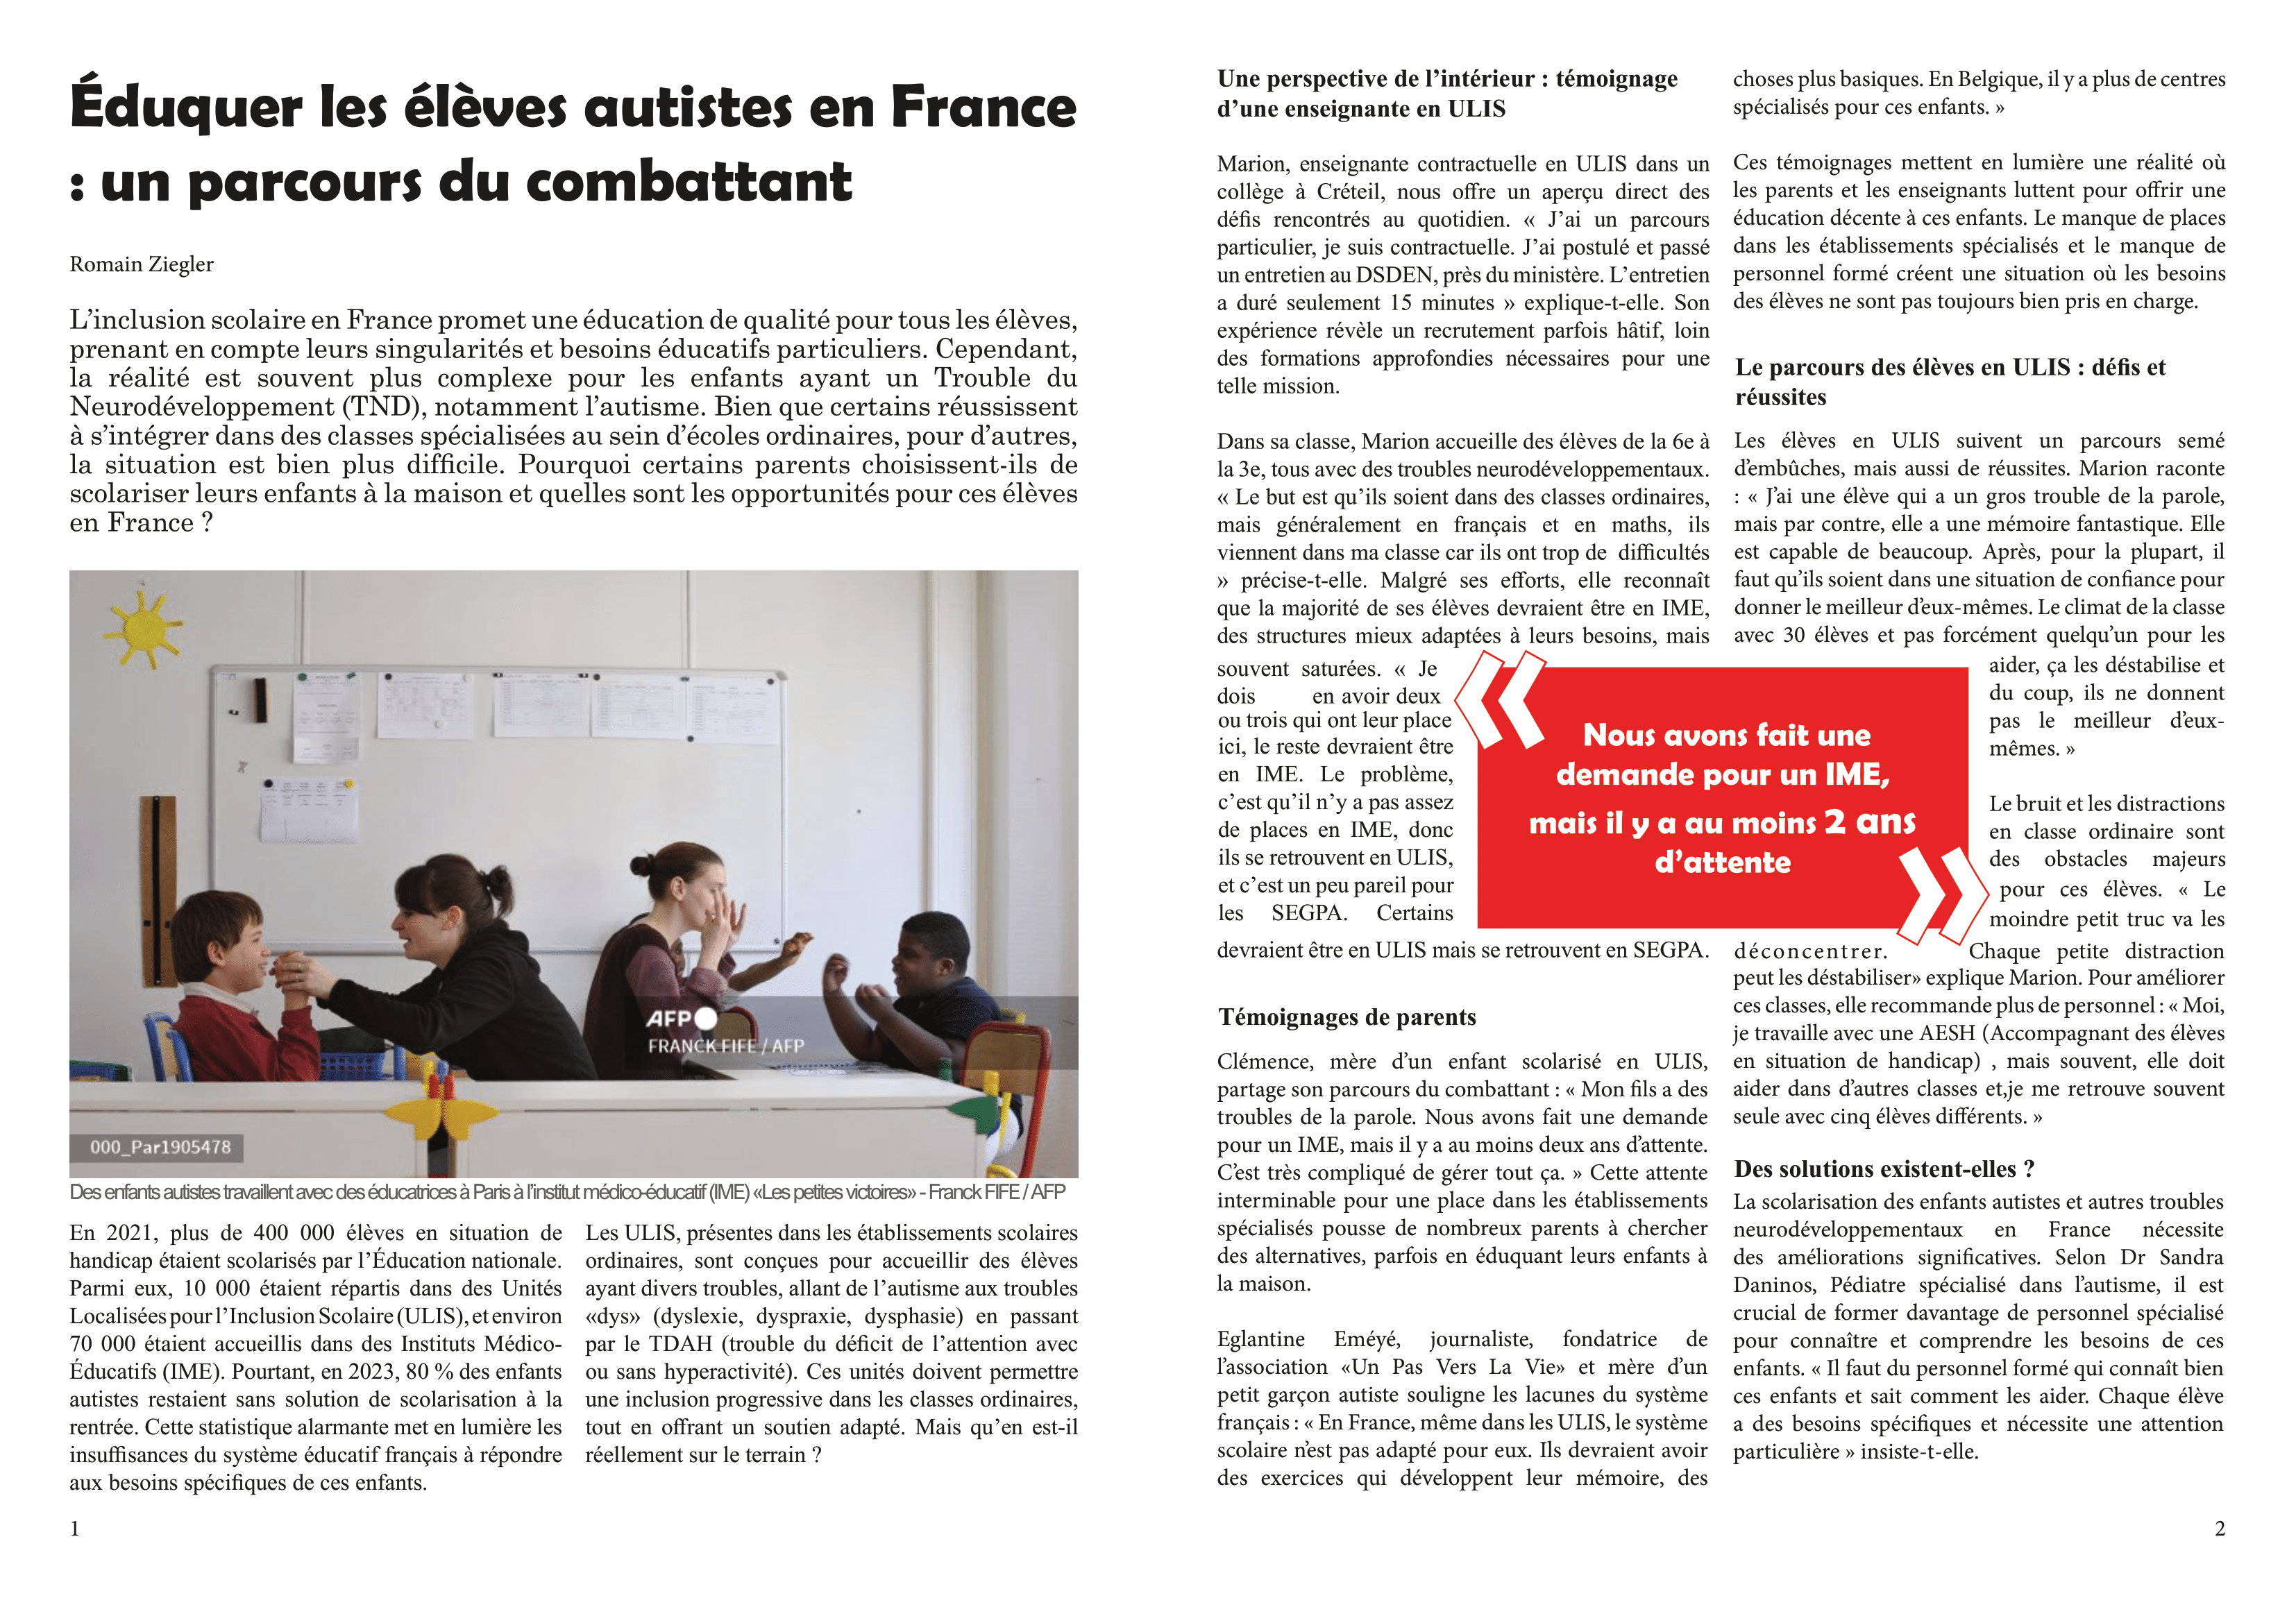 Éduquer les élèves autistes en France
: un parcours du combattant
Romain Ziegler
L’inclusion scolaire en France promet une éducation de qualité pour tous les élèves,
prenant en compte leurs singularités et besoins éducatifs particuliers. Cependant,
la réalité est souvent plus complexe pour les enfants ayant un Trouble du
Neurodéveloppement (TND), notamment l’autisme. Bien que certains réussissent
à s’intégrer dans des classes spécialisées au sein d’écoles ordinaires, pour d’autres,
la situation est bien plus difficile. Pourquoi certains parents choisissent-ils de
scolariser leurs enfants à la maison et quelles sont les opportunités pour ces élèves
en France ?
AFP
FRANCK FIFE / AFP
000_Par1905478
Des enfants autistes travaillent avec des éducatrices à Paris à l’institut médico-éducatif (IME) «Les petites victoires» - Franck FIFE / AFP
En 2021, plus de 400 000 élèves en situation de
handicap étaient scolarisés par l’Éducation nationale.
Parmi eux, 10 000 étaient répartis dans des Unités
Localisées pour l’Inclusion Scolaire (ULIS), et environ
70 000 étaient accueillis dans des Instituts Médico-
Éducatifs (IME). Pourtant, en 2023, 80 % des enfants
autistes restaient sans solution de scolarisation à la
rentrée. Cette statistique alarmante met en lumière les
insuffisances du système éducatif français à répondre
aux besoins spécifiques de ces enfants.
Les ULIS, présentes dans les établissements scolaires
ordinaires, sont conçues pour accueillir des élèves
ayant divers troubles, allant de l’autisme aux troubles
«dys» (dyslexie, dyspraxie, dysphasie) en passant
par le TDAH (trouble du déficit de l’attention avec
ou sans hyperactivité). Ces unités doivent permettre
une inclusion progressive dans les classes ordinaires,
tout en offrant un soutien adapté. Mais qu’en est-il
réellement sur le terrain ?
1
Une perspective de l’intérieur : témoignage
d’une enseignante en ULIS
Marion, enseignante contractuelle en ULIS dans un
collège à Créteil, nous offre un aperçu direct des
défis rencontrés au quotidien. « J’ai un parcours
particulier, je suis contractuelle. J’ai postulé et passé
un entretien au DSDEN, près du ministère. L’entretien
a duré seulement 15 minutes » explique-t-elle. Son
expérience révèle un recrutement parfois hâtif, loin
des formations approfondies nécessaires pour une
telle mission.
Dans sa classe, Marion accueille des élèves de la 6e à
la 3e, tous avec des troubles neurodéveloppementaux.
« Le but est qu’ils soient dans des classes ordinaires,
mais généralement en français et en maths, ils
viennent dans ma classe car ils ont trop de difficultés
» précise-t-elle. Malgré ses efforts, elle reconnaît
que la majorité de ses élèves devraient être en IME,
des structures mieux adaptées à leurs besoins, mais
souvent saturées. « Je
dois en avoir deux
ou trois qui ont leur place
ici, le reste devraient être
en IME. Le problème,
c’est qu’il n’y a pas assez
de places en IME, donc
ils se retrouvent en ULIS,
et c’est un peu pareil pour
les SEGPA. Certains
devraient être en ULIS mais se retrouvent en SEGPA.
Témoignages de parents
Clémence, mère d’un enfant scolarisé en ULIS,
partage son parcours du combattant : « Mon fils a des
troubles de la parole. Nous avons fait une demande
pour un IME, mais il y a au moins deux ans d’attente.
C’est très compliqué de gérer tout ça. » Cette attente
interminable pour une place dans les établissements
spécialisés pousse de nombreux parents à chercher
des alternatives, parfois en éduquant leurs enfants à
la maison.
Eglantine Eméyé, journaliste, fondatrice de
l’association «Un Pas Vers La Vie» et mère d’un
petit garçon autiste souligne les lacunes du système
français : « En France, même dans les ULIS, le système
scolaire n’est pas adapté pour eux. Ils devraient avoir
des exercices qui développent leur mémoire, des
Nous avons fait une
demande pour un IME,
mais il y a au moins 2 ans
d’attente
choses plus basiques. En Belgique, il y a plus de centres
spécialisés pour ces enfants. »
Ces témoignages mettent en lumière une réalité où
les parents et les enseignants luttent pour offrir une
éducation décente à ces enfants. Le manque de places
dans les établissements spécialisés et le manque de
personnel formé créent une situation où les besoins
des élèves ne sont pas toujours bien pris en charge.
Le parcours des élèves en ULIS : défis et
réussites
Les élèves en ULIS suivent un parcours semé
d’embûches, mais aussi de réussites. Marion raconte
: « J’ai une élève qui a un gros trouble de la parole,
mais par contre, elle a une mémoire fantastique. Elle
est capable de beaucoup. Après, pour la plupart, il
faut qu’ils soient dans une situation de confiance pour
donner le meilleur d’eux-mêmes. Le climat de la classe
avec 30 élèves et pas forcément quelqu’un pour les
aider, ça les déstabilise et
du coup, ils ne donnent
pas le meilleur d’eux-
mêmes. »
Le bruit et les distractions
en classe ordinaire sont
des obstacles majeurs
pour ces élèves. « Le
moindre petit truc va les
déconcentrer. Chaque petite distraction
peut les déstabiliser» explique Marion. Pour améliorer
ces classes, elle recommande plus de personnel : « Moi,
je travaille avec une AESH (Accompagnant des élèves
en situation de handicap) , mais souvent, elle doit
aider dans d’autres classes et,je me retrouve souvent
seule avec cinq élèves différents. »
Des solutions existent-elles ?
La scolarisation des enfants autistes et autres troubles
neurodéveloppementaux en France nécessite
des améliorations significatives. Selon Dr Sandra
Daninos, Pédiatre spécialisé dans l’autisme, il est
crucial de former davantage de personnel spécialisé
pour connaître et comprendre les besoins de ces
enfants. « Il faut du personnel formé qui connaît bien
ces enfants et sait comment les aider. Chaque élève
a des besoins spécifiques et nécessite une attention
particulière » insiste-t-elle.
2